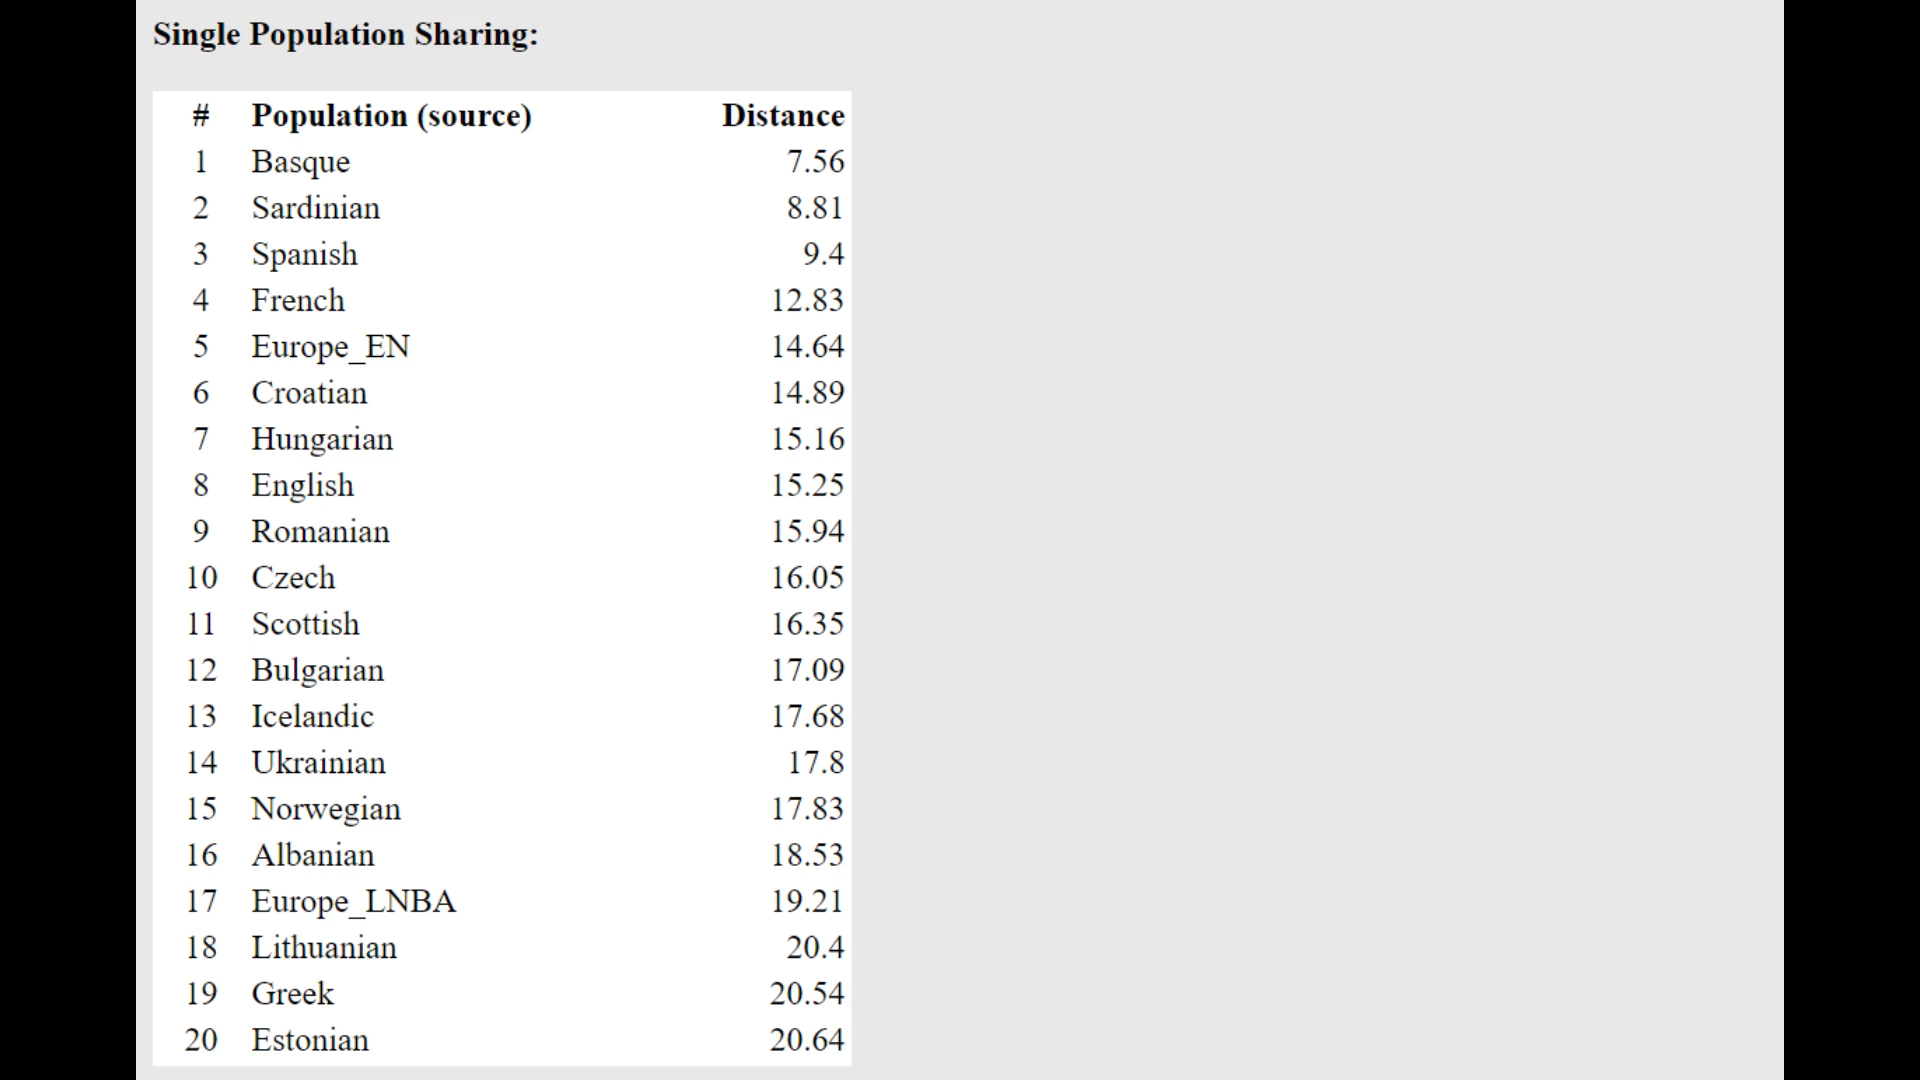 Single Population Sharing:
# Population (source) Distance
1 Basque 7.56
2 Sardinian 8.81
3 Spanish 9.4
4 French 12.83
5 Europe_EN 14.64
6 Croatian 14.89
7 Hungarian 15.16
8 English 15.25
9 Romanian 15.94
10 Czech 16.05
11 Scottish 16.35
12 Bulgarian 17.09
13 Icelandic 17.68
14 Ukrainian 17.8
15 Norwegian 17.83
16 Albanian 18.53
17 Europe_LNBA 19.21
18 Lithuanian 20.4
19 Greek 20.54
20 Estonian 20.64